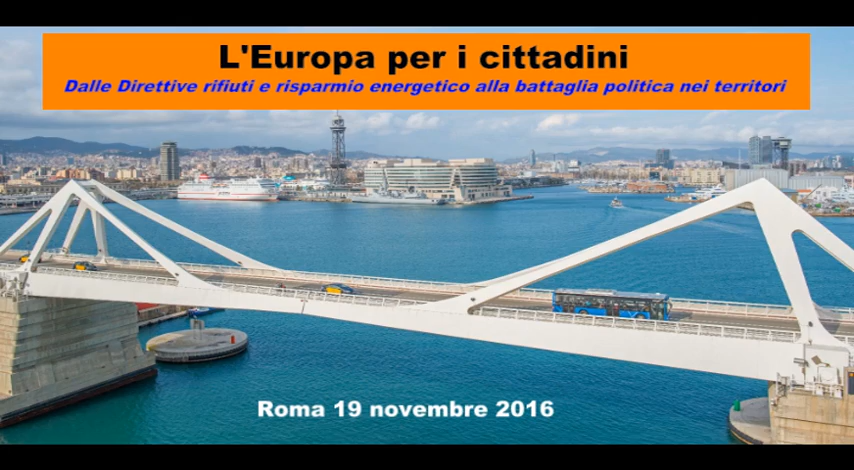 L'Europa per i cittadini
Dalle Direttive rifiuti e risparmio energetico alla battaglia politica nei territori
Roma 19 novembre 2016